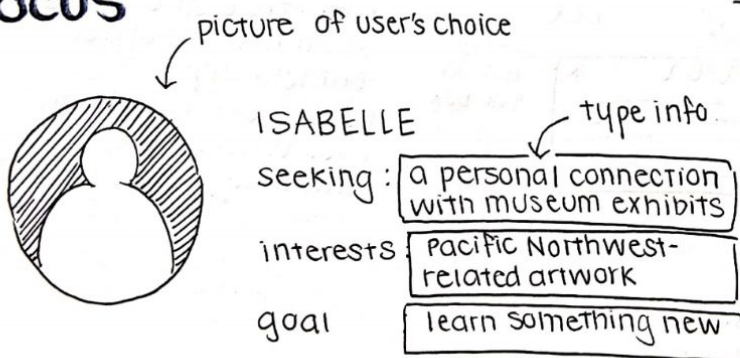 picture of user's choice
ISABELLE
type info
seeking: a personal connection
with museum exhibits
interests: Pacific Northwest-
related artwork
goal learn something new